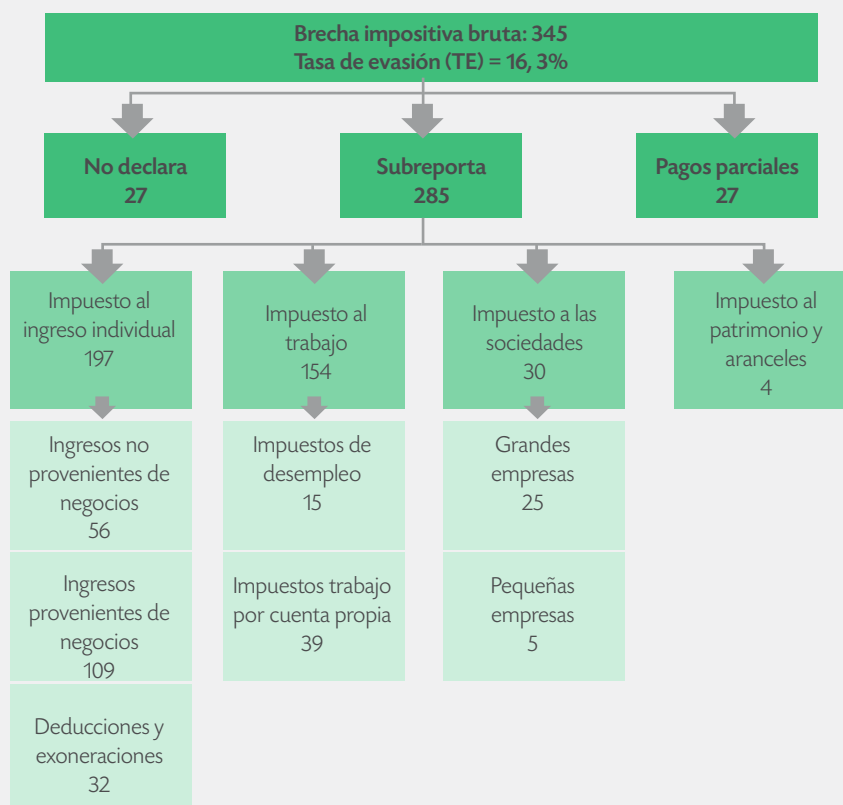 Brecha impositiva bruta: 345
Tasa de evasión (TE) = 16, 3%
No declara
27
Subreporta
285
Pagos parciales
27
Impuesto al
ingreso individual
197
Impuesto al
trabajo
154
Impuesto a las
sociedades
30
Impuesto al
patrimonio y
aranceles
4
Ingresos no
provenientes de
negocios
56
Impuestos de
desempleo
15
Grandes
empresas
25
Ingresos
provenientes de
negocios
109
Impuestos trabajo
por cuenta propia
39
Pequeñas
empresas
5
Deducciones y
exoneraciones
32